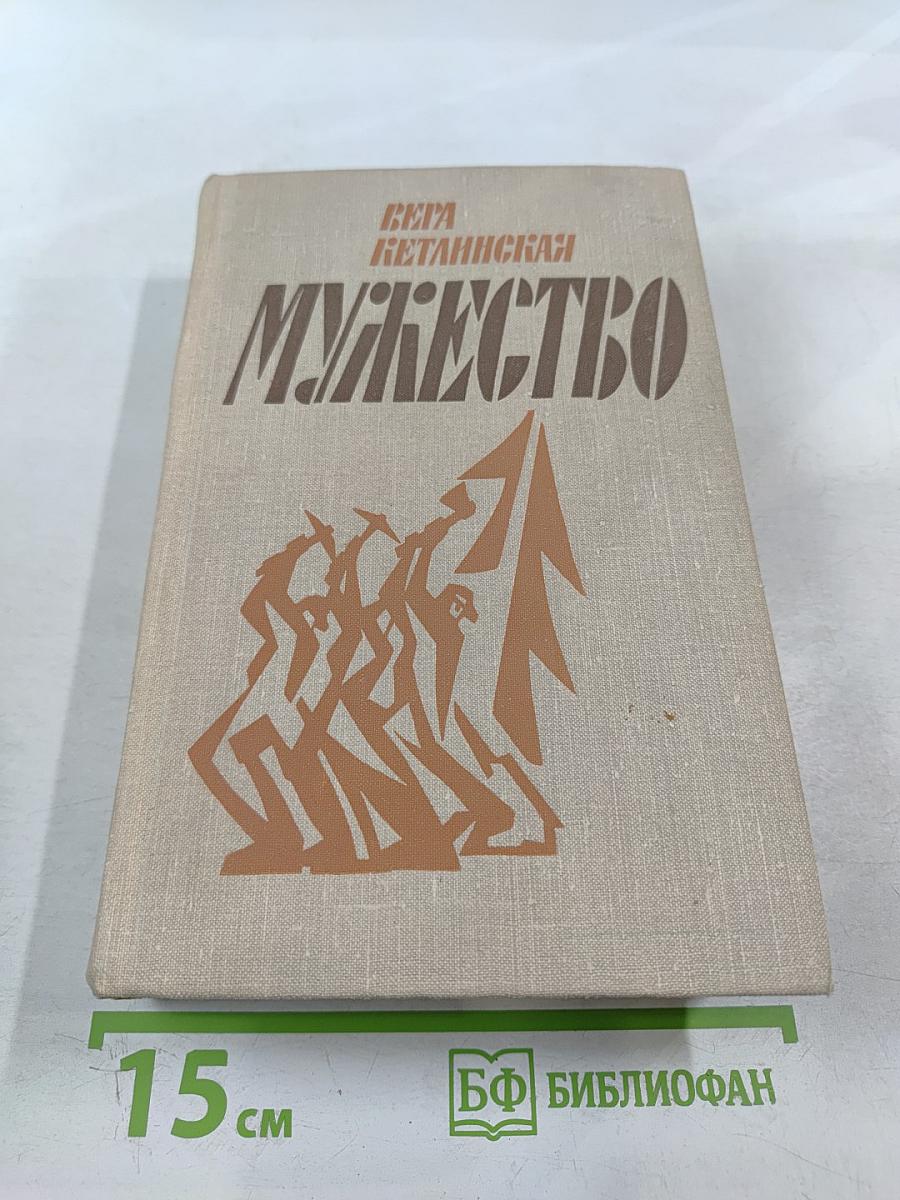 ВЕРА
КЕТЛИНСКАЯ
МУЖЕСТВО
15 см
БФ БИБЛИОФАН